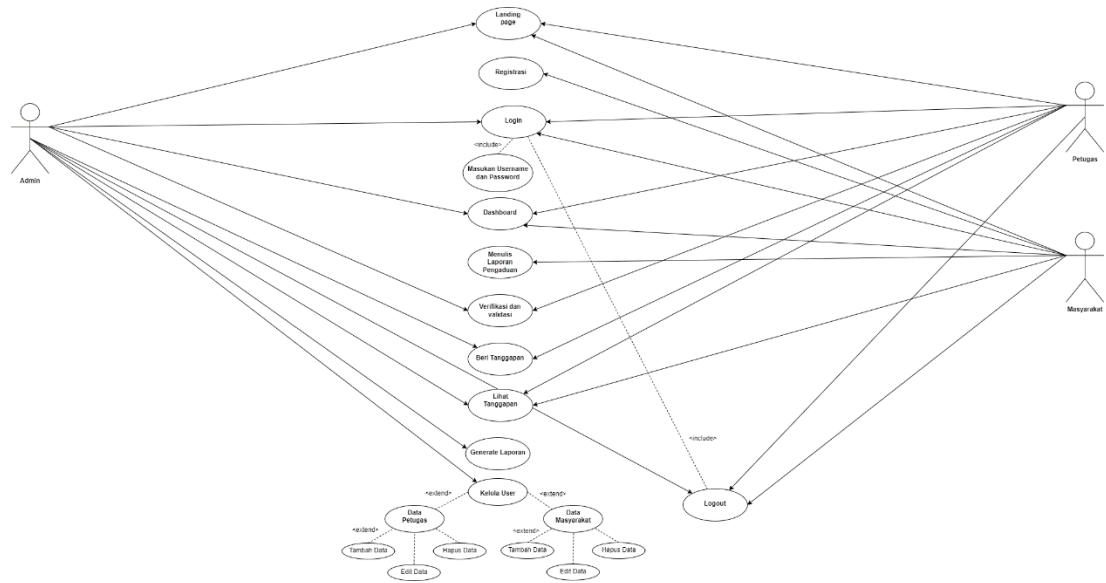 Landing
page
Registrasi
Login
Admin
Petugas
<include>
Masukan Username
dan Password
Dashboard
Menulis
Laporan
Pengaduan
Masyarakat
Verifikasi dan
validasi
Beri Tanggapan
Lihat
Tanggapan
<include>
Generate Laporan
Kelola User
<extend>
<extend>
Logout
Data
Petugas
Data
Masyarakat
<extend>
<extend>
Tambah Data
Hapus Data
Tambah Data
Hapus Data
Edit Data
Edit Data